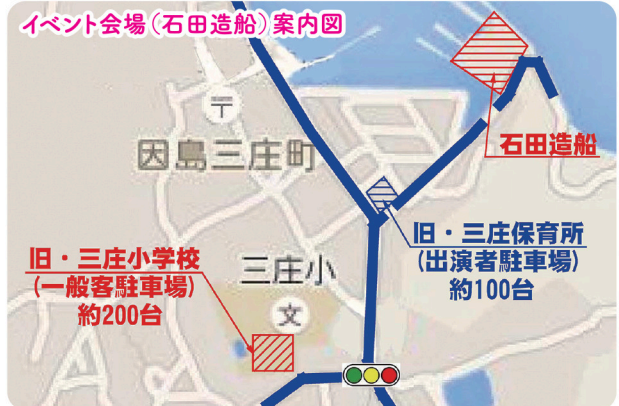 イベント会場（石田造船）案内図
〒
因島三庄町
石田造船
旧・三庄保育所
(出演者駐車場)
約100台
旧・三庄小学校
(一般客駐車場)
約200台
三庄小
文